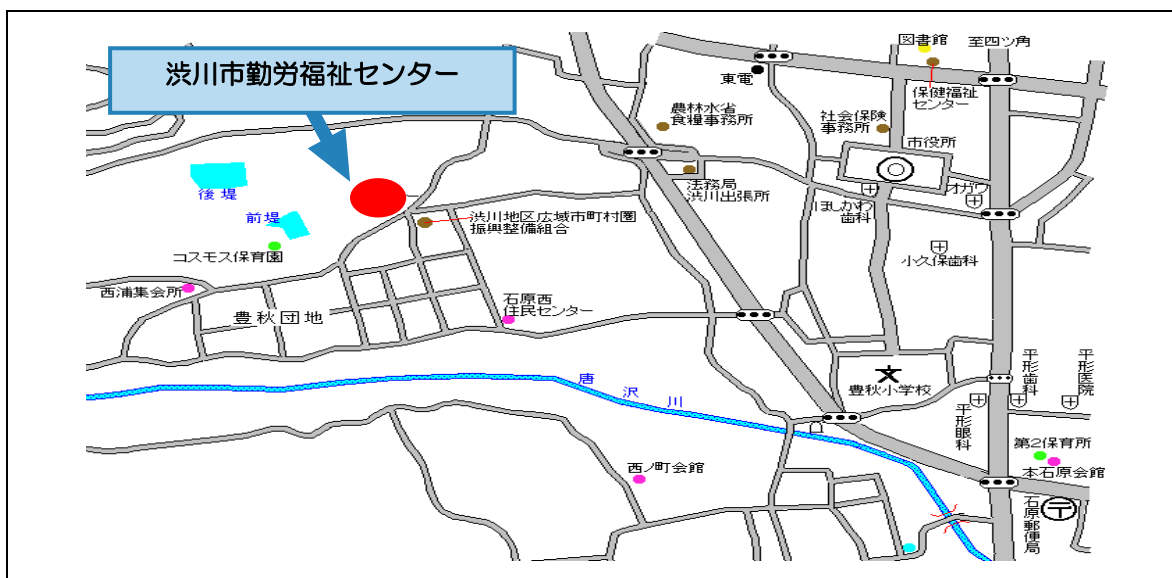 渋川市勤労福祉センター
図書館
至四ツ角
東電
保健福祉
センター
農林水省
食糧事務所
社会保険
事務所
市役所
法務局
渋川出張所
オガワ
ほしかわ
歯科
後堤
前堤
渋川地区広域市町村圏
振興整備組合
コスモス保育園
小久保歯科
西浦集会所
石原西
住民センター
豊秋団地
唐沢川
豊秋小学校
平形歯科
平形医院
平形眼科
第2保育所
本石原会館
西ノ町会館
石原郵便局